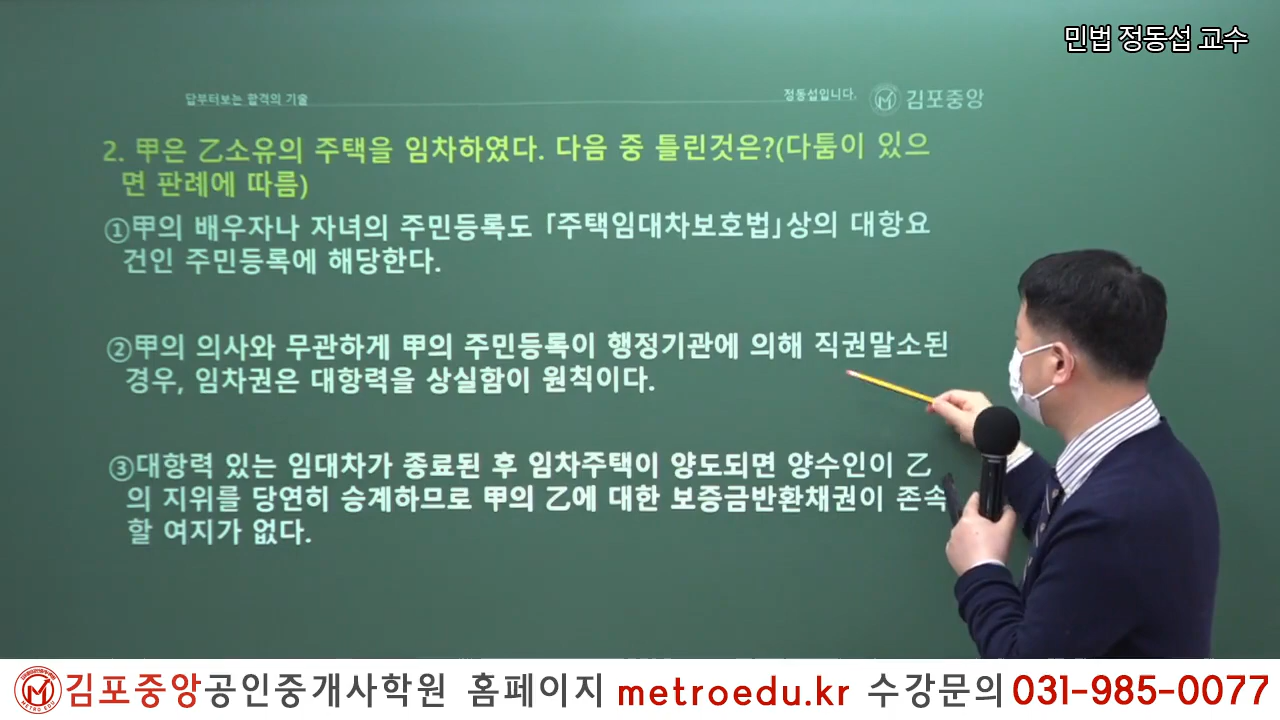 민법 정동섭 교수
답부터보는 합격의 기술
정동섭입니다.
김포중앙
2. 甲은 乙소유의 주택을 임차하였다. 다음 중 틀린것은?(다툼이 있으
면 판례에 따름)
①甲의 배우자나 자녀의 주민등록도 「주택임대차보호법」상의 대항요
건인 주민등록에 해당한다.
②甲의 의사와 무관하게 甲의 주민등록이 행정기관에 의해 직권말소된
경우, 임차권은 대항력을 상실함이 원칙이다.
③대항력 있는 임대차가 종료된 후 임차주택이 양도되면 양수인이 乙
의 지위를 당연히 승계하므로 甲의 乙에 대한 보증금반환채권이 존속
할 여지가 없다.
METRO EDU 김포중앙공인중개사학원 홈페이지 metroedu.kr 수강문의 031-985-0077